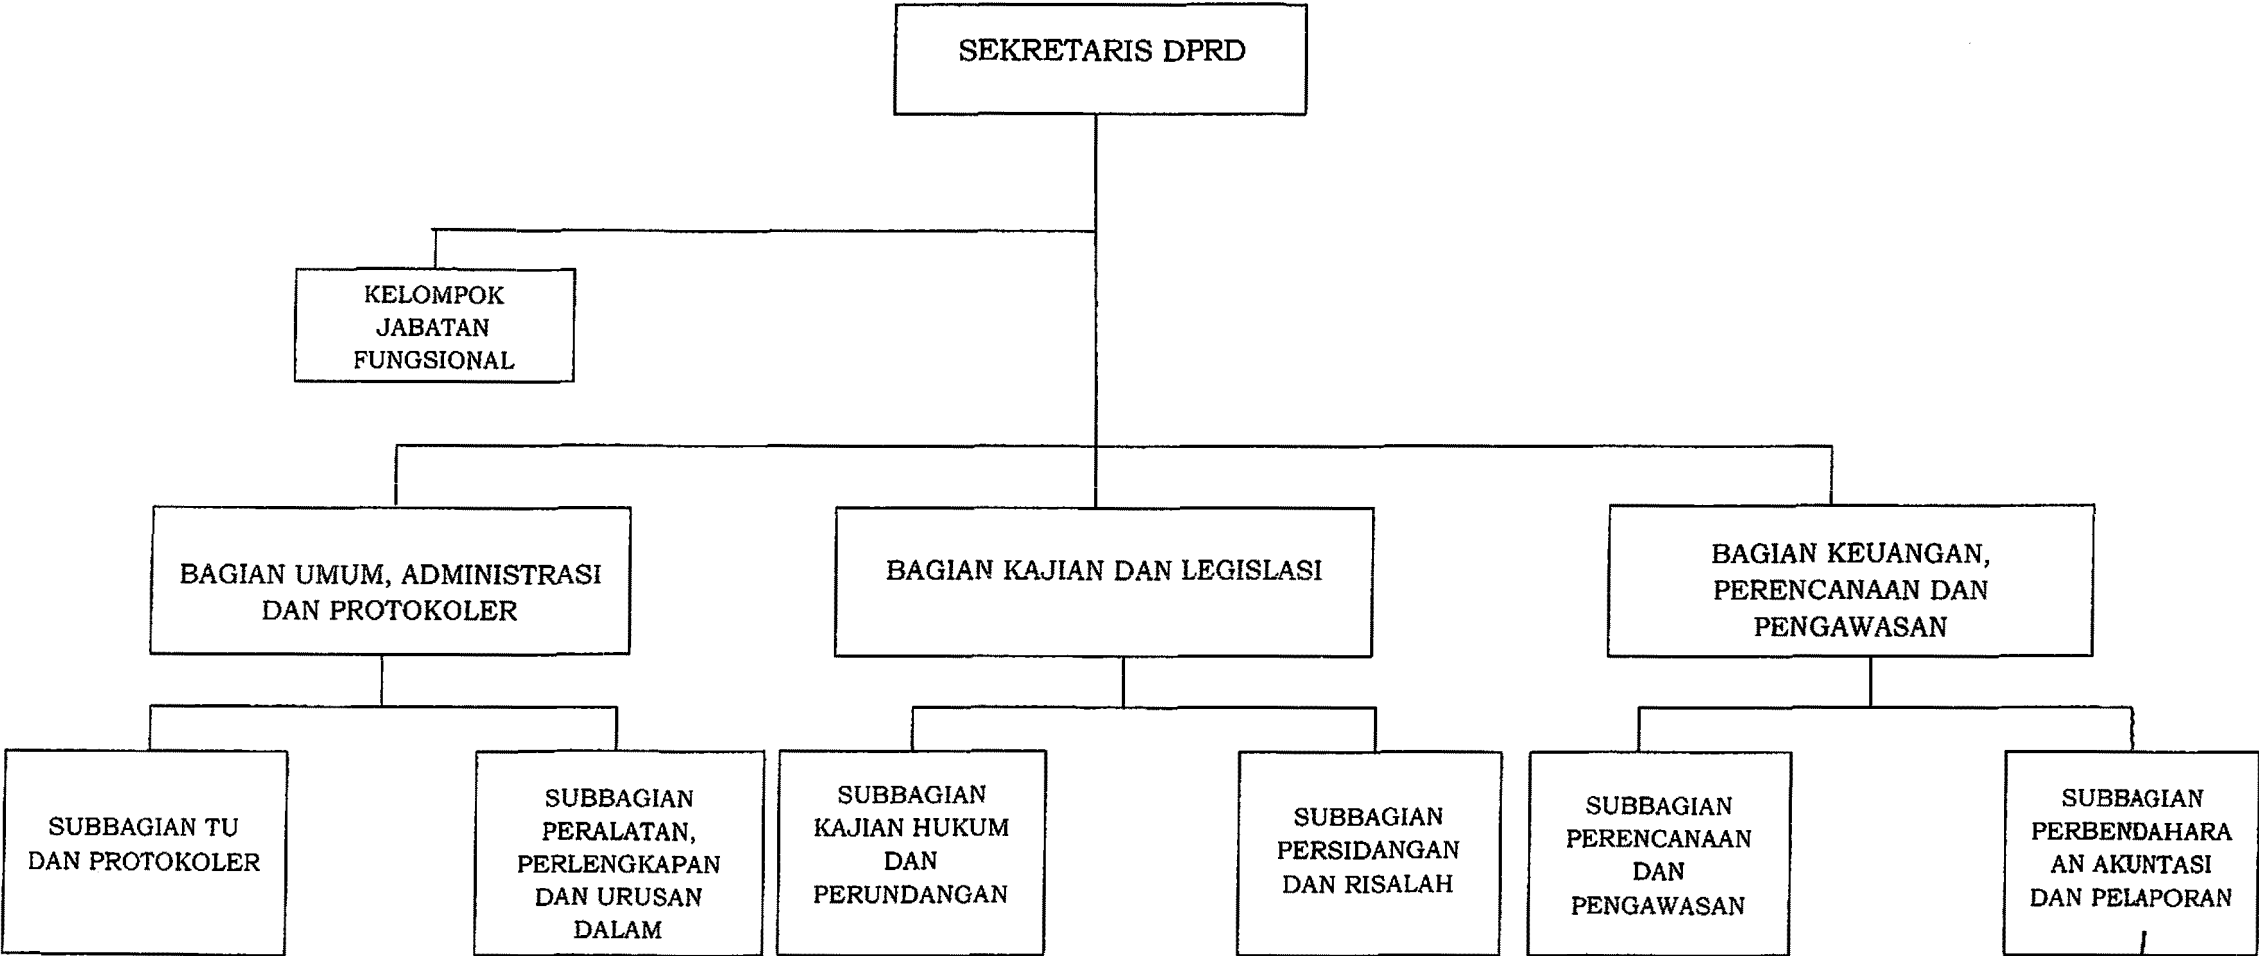 SEKRETARIS DPRD
KELOMPOK
JABATAN
FUNGSIONAL
BAGIAN UMUM, ADMINISTRASI
DAN PROTOKOLER
BAGIAN KAJIAN DAN LEGISLASI
BAGIAN KEUANGAN,
PERENCANAAN DAN
PENGAWASAN
SUBBAGIAN TU
DAN PROTOKOLER
SUBBAGIAN
PERALATAN,
PERLENGKAPAN
DAN URUSAN
DALAM
SUBBAGIAN
KAJIAN HUKUM
DAN
PERUNDANGAN
SUBBAGIAN
PERSIDANGAN
DAN RISALAH
SUBBAGIAN
PERENCANAAN
DAN
PENGAWASAN
SUBBAGIAN
PERBENDAHARA
AN AKUNTASI
DAN PELAPORAN